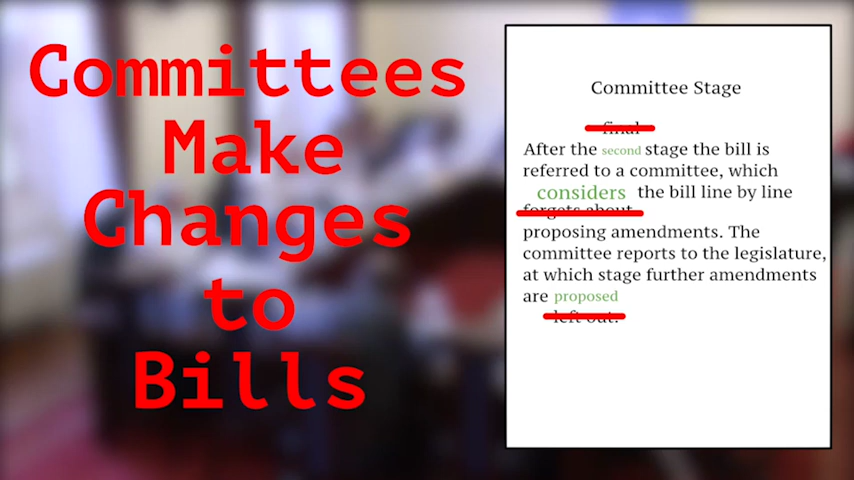 Committees
Make
Changes
to
Bills
Committee Stage
final
After the second stage the bill is
referred to a committee, which
considers the bill line by line
forgets about
proposing amendments. The
committee reports to the legislature,
at which stage further amendments
are proposed
left out.